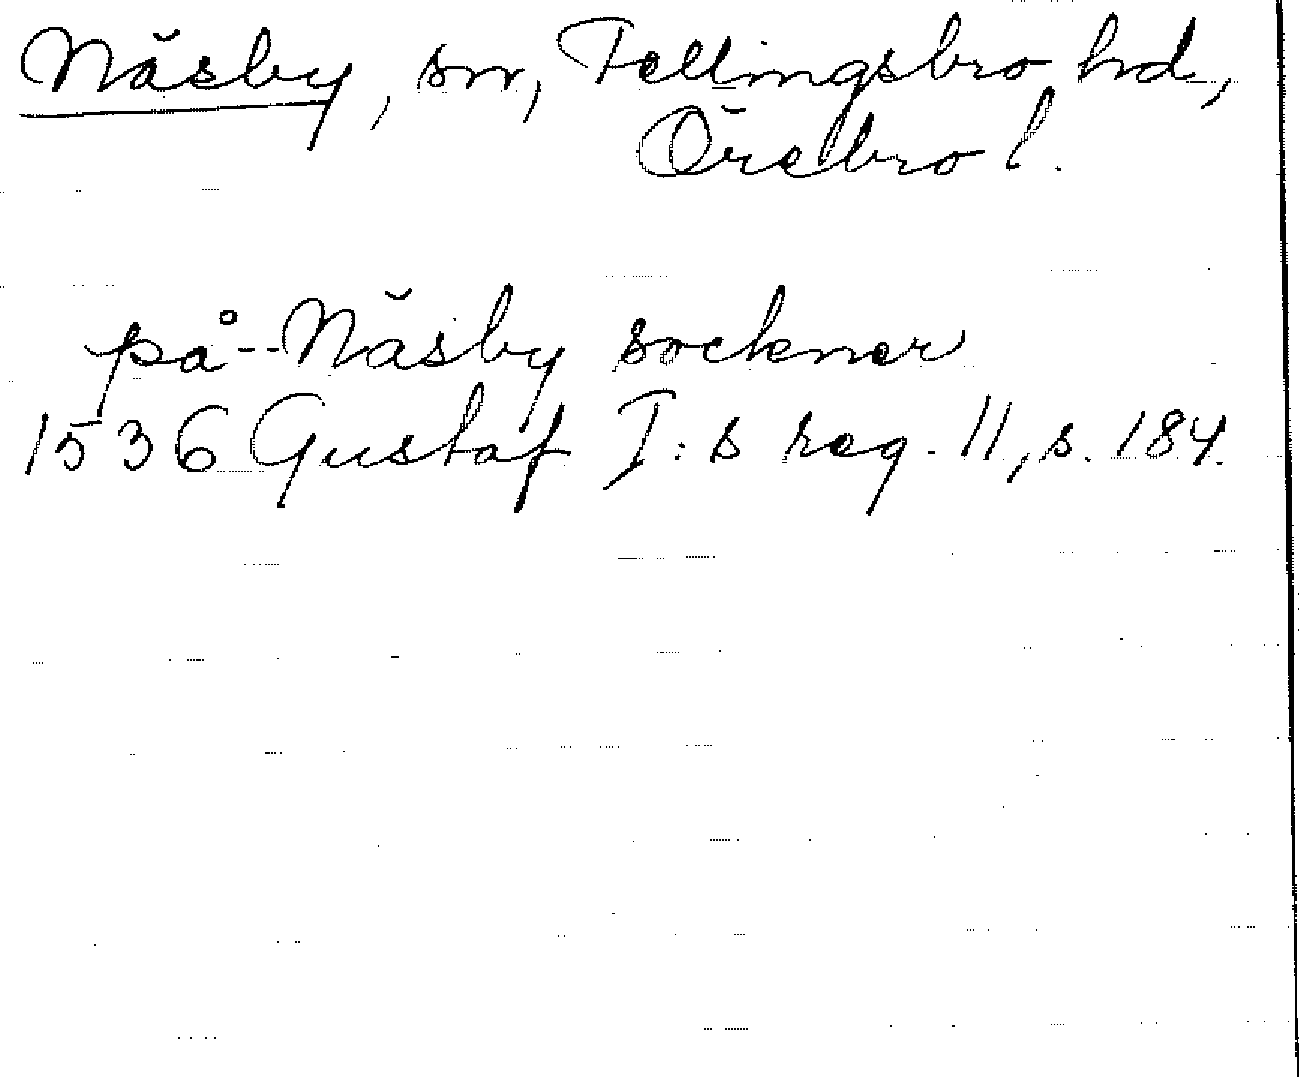 Näsby, sn, Fellingsbro hd,
Örebro l.
på -- Näsby sockner
1536 Gustaf I:s reg. 11, s. 184.